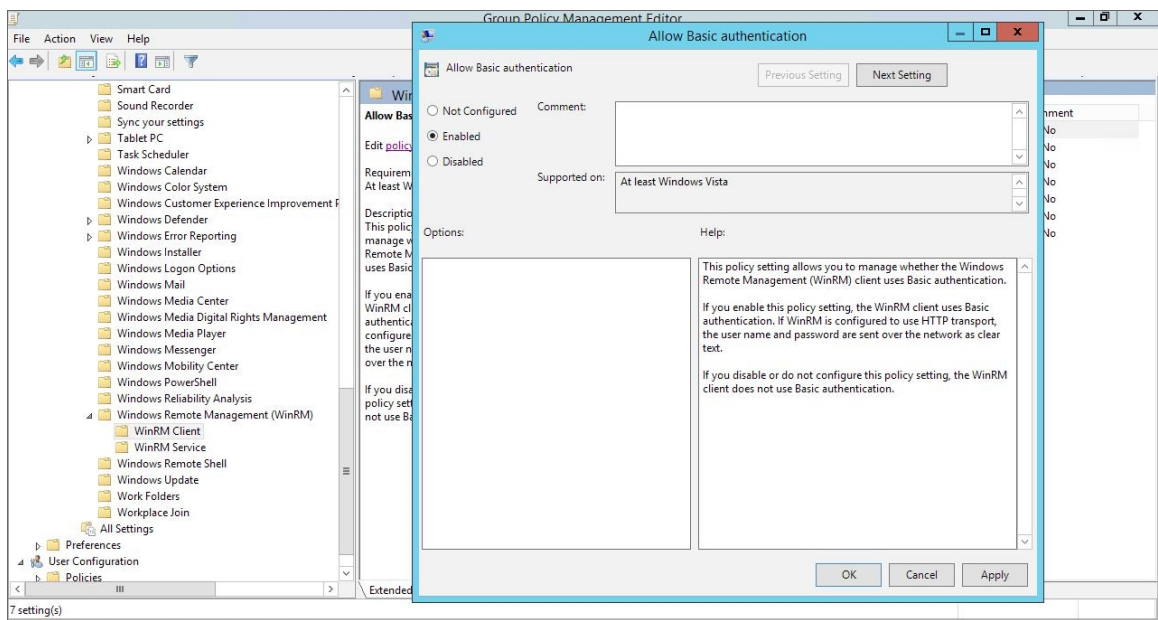 Group Policy Management Editor
File Action View Help
Smart Card
Sound Recorder
Sync your settings
Tablet PC
Task Scheduler
Windows Calendar
Windows Color System
Windows Customer Experience Improvement P
Windows Defender
Windows Error Reporting
Windows Installer
Windows Logon Options
Windows Mail
Windows Media Center
Windows Media Digital Rights Management
Windows Media Player
Windows Messenger
Windows Mobility Center
Windows PowerShell
Windows Reliability Analysis
Windows Remote Management (WinRM)
WinRM Client
WinRM Service
Windows Remote Shell
Windows Update
Work Folders
Workplace Join
All Settings
Preferences
User Configuration
Policies
7 setting(s)
Wir
Allow Bas
Edit policy
Requirem
At least W
Descriptio
This polic
manage w
Remote M
uses Basic
If you ena
WinRM cl
authentica
configure
the user n
over the n
If you disa
policy sett
not use Ba
Extended
mment
No
No
No
No
No
No
No
Allow Basic authentication
Allow Basic authentication
Previous Setting
Next Setting
Not Configured
Enabled
Disabled
Comment:
Supported on:
At least Windows Vista
Options:
Help:
This policy setting allows you to manage whether the Windows
Remote Management (WinRM) client uses Basic authentication.
If you enable this policy setting, the WinRM client uses Basic
authentication. If WinRM is configured to use HTTP transport,
the user name and password are sent over the network as clear
text.
If you disable or do not configure this policy setting, the WinRM
client does not use Basic authentication.
OK
Cancel
Apply